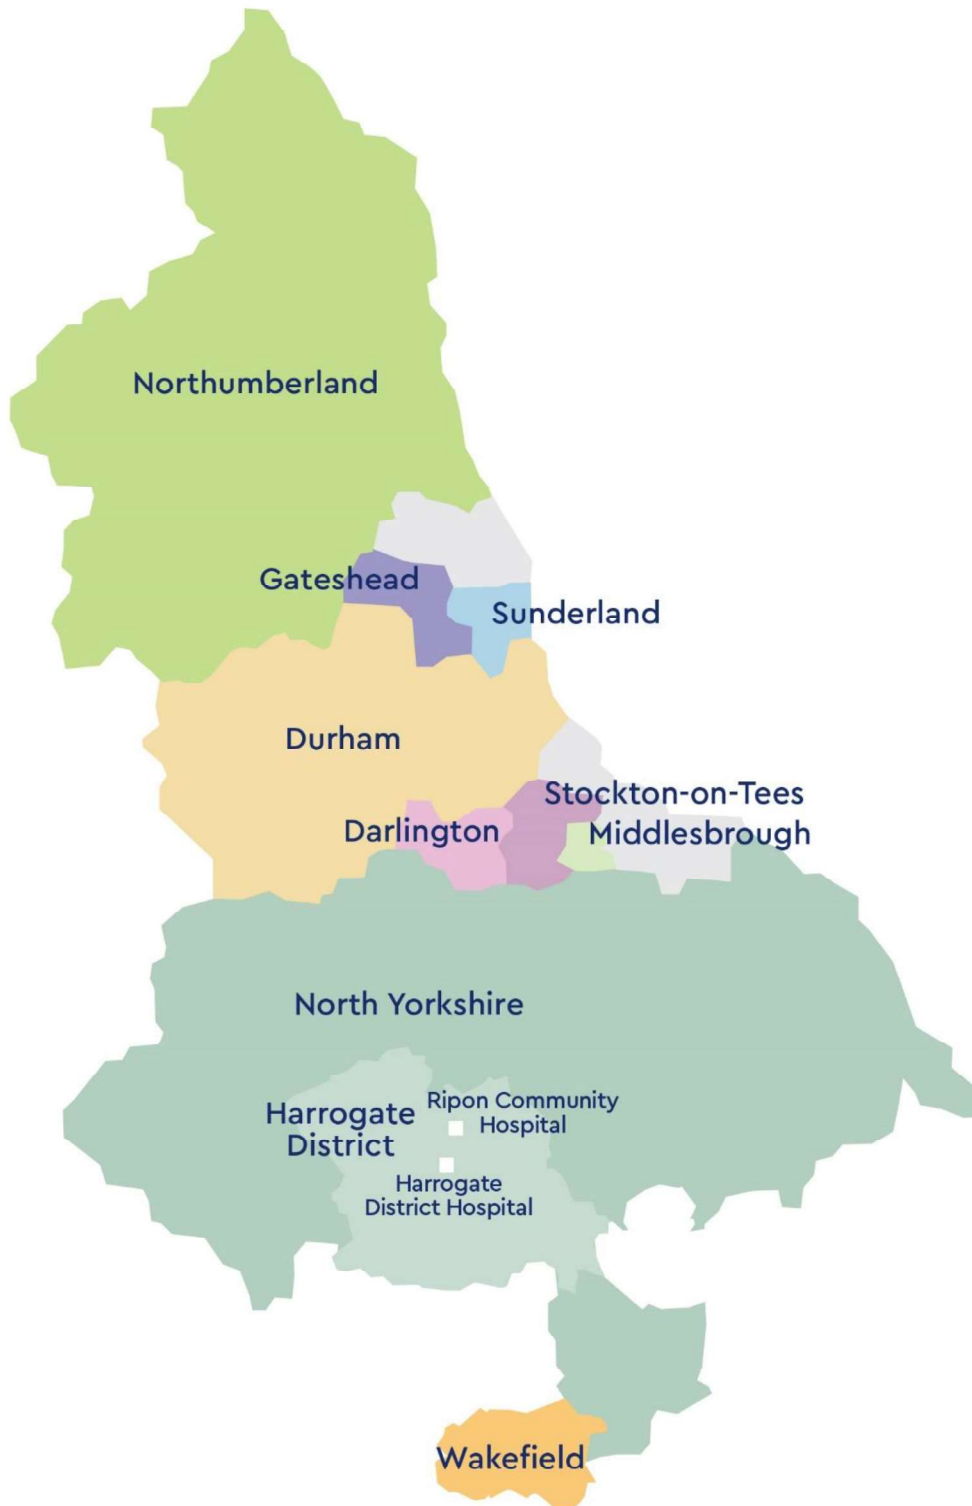 Northumberland
Gateshead
Sunderland
Durham
Stockton-on-Tees
Darlington
Middlesbrough
North Yorkshire
Harrogate
District
Ripon Community
Hospital
Harrogate
District Hospital
Wakefield